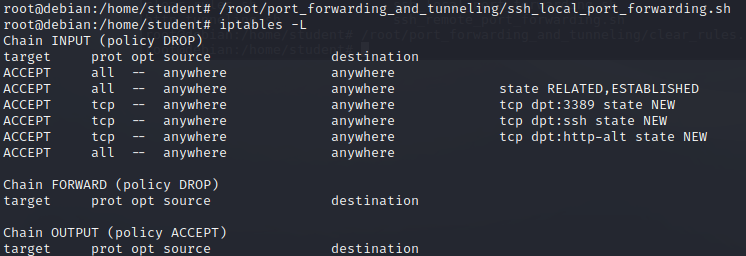 root@debian:/home/student# /root/port_forwarding_and_tunneling/ssh_local_port_forwarding.sh
root@debian:/home/student# iptables -L
Chain INPUT (policy DROP)
target     prot opt source               destination
ACCEPT     all  --  anywhere             anywhere
ACCEPT     all  --  anywhere             anywhere             state RELATED,ESTABLISHED
ACCEPT     tcp  --  anywhere             anywhere             tcp dpt:3389 state NEW
ACCEPT     tcp  --  anywhere             anywhere             tcp dpt:ssh state NEW
ACCEPT     tcp  --  anywhere             anywhere             tcp dpt:http-alt state NEW
ACCEPT     all  --  anywhere             anywhere

Chain FORWARD (policy DROP)
target     prot opt source               destination

Chain OUTPUT (policy ACCEPT)
target     prot opt source               destination